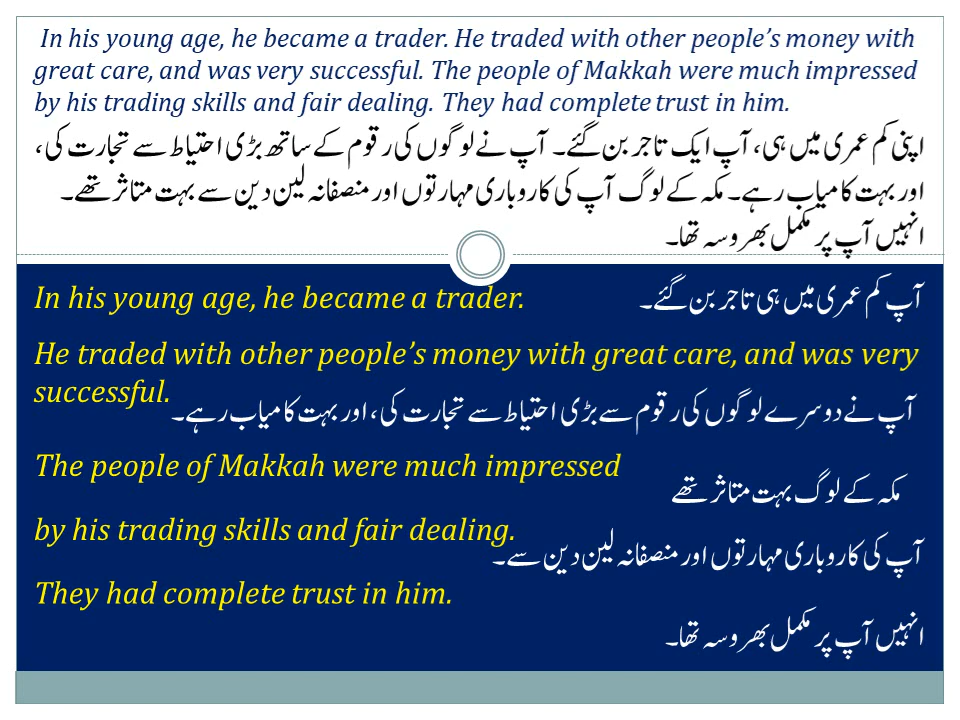 In his young age, he became a trader. He traded with other people's money with
great care, and was very successful. The people of Makkah were much impressed
by his trading skills and fair dealing. They had complete trust in him.
اپنی کم عمری میں ہی، آپ ایک تاجر بن گئے۔ آپ نے لوگوں کی رقوم کے ساتھ بڑی احتیاط سے تجارت کی،
اور بہت کامیاب رہے۔ مکہ کے لوگ آپ کی کاروباری مہارتوں اور منصفانہ لین دین سے بہت متاثر تھے۔
انہیں آپ پر مکمل بھروسہ تھا۔
In his young age, he became a trader.
آپ کم عمری میں ہی تاجر بن گئے۔
He traded with other people's money with great care, and was very
successful.
آپ نے دوسرے لوگوں کی رقوم سے بڑی احتیاط سے تجارت کی، اور بہت کامیاب رہے۔
The people of Makkah were much impressed
مکہ کے لوگ بہت متاثر تھے
by his trading skills and fair dealing.
آپ کی کاروباری مہارتوں اور منصفانہ لین دین سے۔
They had complete trust in him.
انہیں آپ پر مکمل بھروسہ تھا۔